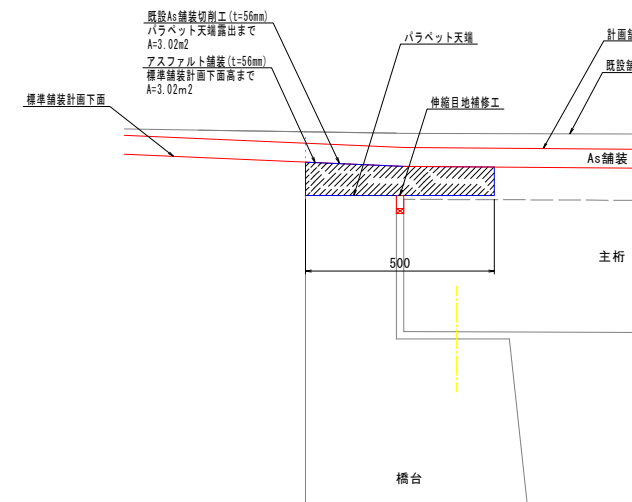 既設As舗装切削工(t=56mm)
パラペット天端露出まで
A=3.02m2
アスファルト舗装(t=56mm)
標準舗装計画下面高まで
A=3.02m2
標準舗装計画下面
パラペット天端
伸縮目地補修工
計画舗
既設舗
As舗装
500
主桁
橋台